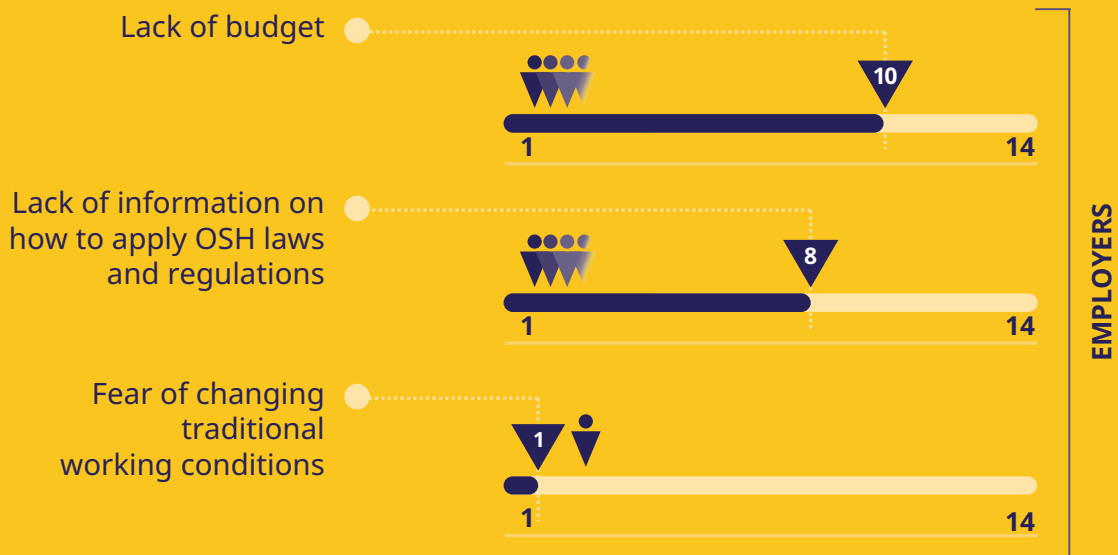 Lack of budget
10
1
14
Lack of information on
how to apply OSH laws
and regulations
8
1
14
Fear of changing
traditional
working conditions
1
1
14
EMPLOYERS